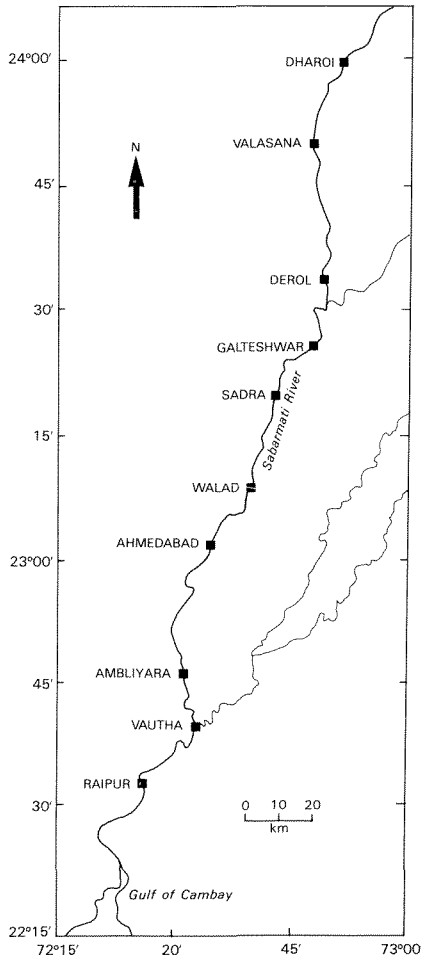 24°00′
DHAROI
N
VALASANA
45′
DEROL
30′
GALTESHWAR
SADRA
Sabarmati River
15′
WALAD
AHMEDABAD
23°00′
AMBLIYARA
45′
VAUTHA
RAIPUR
30′
0 10 20
km
Gulf of Cambay
22°15′
72°15′ 20′ 45′ 73°00′